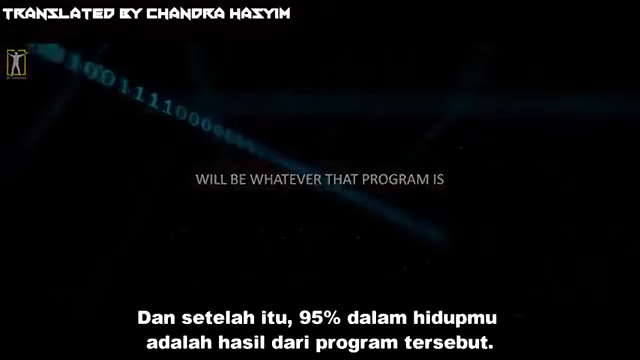 TRANSLATED BY CHANDRA HASYIM
100111100000
WILL BE WHATEVER THAT PROGRAM IS
Dan setelah itu, 95% dalam hidupmu
adalah hasil dari program tersebut.